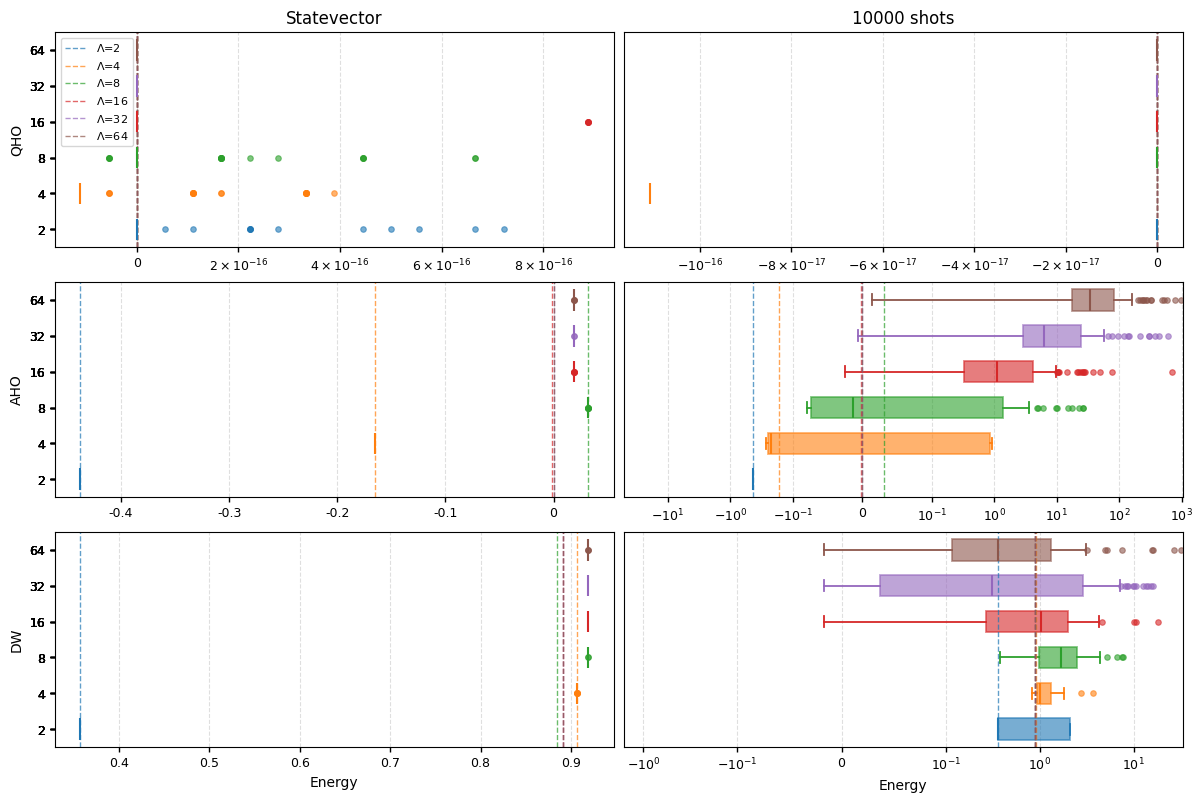 Statevector
10000 shots
QHO
64
32
16
8
4
2
Λ=2
Λ=4
Λ=8
Λ=16
Λ=32
Λ=64
0
2 × 10⁻¹⁶
4 × 10⁻¹⁶
6 × 10⁻¹⁶
8 × 10⁻¹⁶
−10⁻¹⁶
−8 × 10⁻¹⁷
−6 × 10⁻¹⁷
−4 × 10⁻¹⁷
−2 × 10⁻¹⁷
0
AHO
64
32
16
8
4
2
-0.4
-0.3
-0.2
-0.1
0
−10¹
−10⁰
−10⁻¹
0
10⁻¹
10⁰
10¹
10²
10³
DW
64
32
16
8
4
2
0.4
0.5
0.6
0.7
0.8
0.9
Energy
−10⁰
−10⁻¹
0
10⁻¹
10⁰
10¹
Energy